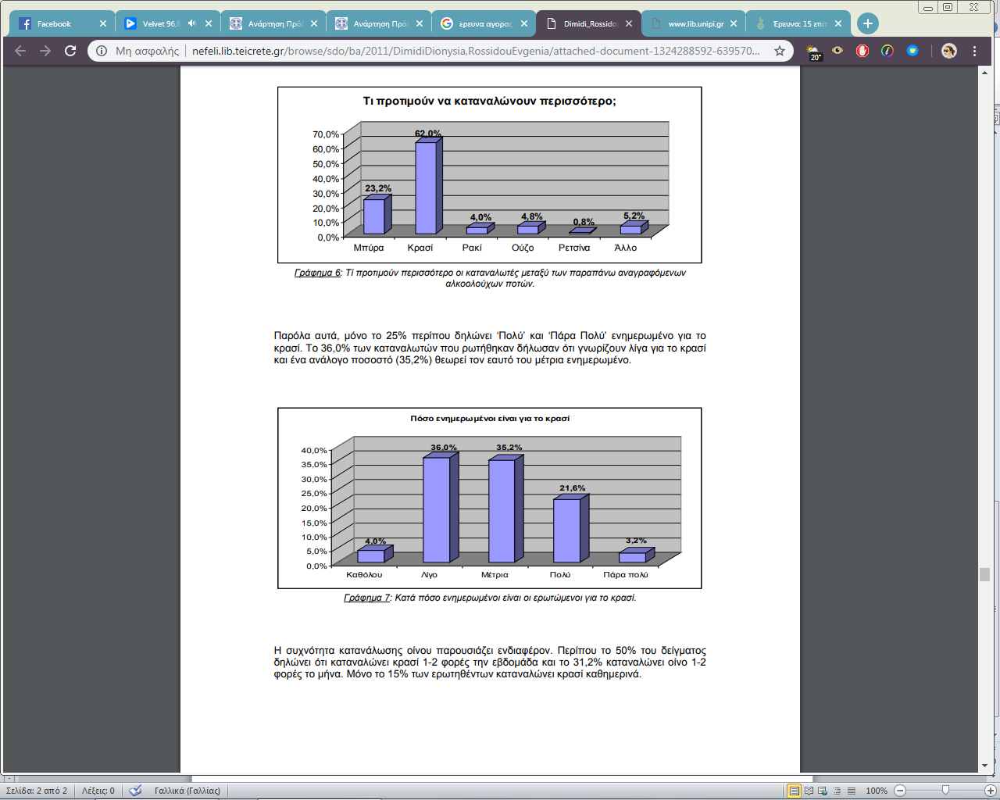 Facebook
Velvet 96,8
Ανάρτηση Πράξ
Ανάρτηση Πράξ
ερευνα αγορας
Dimidi_Rossido
www.lib.unipi.gr
Έρευνα: 15 επι
Μη ασφαλής | nefeli.lib.teicrete.gr/browse/sdo/ba/2011/DimidiDionysia,RossidouEvgenia/attached-document-1324288592-639570...
20°
Τι προτιμούν να καταναλώνουν περισσότερο;
70,0%
60,0%
50,0%
40,0%
30,0%
20,0%
10,0%
0,0%
23,2%
62,0%
4,0%
4,8%
0,8%
5,2%
Μπύρα Κρασί Ρακί Ούζο Ρετσίνα Άλλο
Γράφημα 6: Τί προτιμούν περισσότερο οι καταναλωτές μεταξύ των παραπάνω αναγραφόμενων
αλκοολούχων ποτών.
Παρόλα αυτά, μόνο το 25% περίπου δηλώνει ‘Πολύ’ και ‘Πάρα Πολύ’ ενημερωμένο για το
κρασί. Το 36,0% των καταναλωτών που ρωτήθηκαν δήλωσαν ότι γνωρίζουν λίγα για το κρασί
και ένα ανάλογο ποσοστό (35,2%) θεωρεί τον εαυτό του μέτρια ενημερωμένο.
Πόσο ενημερωμένοι είναι για το κρασί
40,0%
35,0%
30,0%
25,0%
20,0%
15,0%
10,0%
5,0%
0,0%
4,0%
36,0%
35,2%
21,6%
3,2%
Καθόλου Λίγο Μέτρια Πολύ Πάρα πολύ
Γράφημα 7: Κατά πόσο ενημερωμένοι είναι οι ερωτώμενοι για το κρασί.
Η συχνότητα κατανάλωσης οίνου παρουσιάζει ενδιαφέρον. Περίπου το 50% του δείγματος
δηλώνει ότι καταναλώνει κρασί 1-2 φορές την εβδομάδα και το 31,2% καταναλώνει οίνο 1-2
φορές το μήνα. Μόνο το 15% των ερωτηθέντων καταναλώνει κρασί καθημερινά.
Σελίδα: 2 από 2 Λέξεις: 0 Γαλλικά (Γαλλίας) 100%